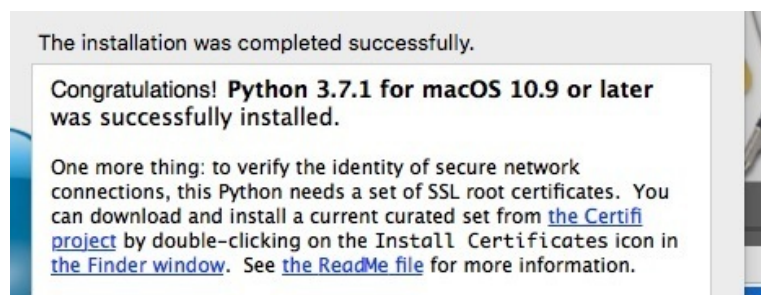 The installation was completed successfully.
Congratulations! Python 3.7.1 for macOS 10.9 or later
was successfully installed.
One more thing: to verify the identity of secure network
connections, this Python needs a set of SSL root certificates.  You
can download and install a current curated set from the Certifi
project by double-clicking on the Install Certificates icon in
the Finder window.  See the ReadMe file for more information.